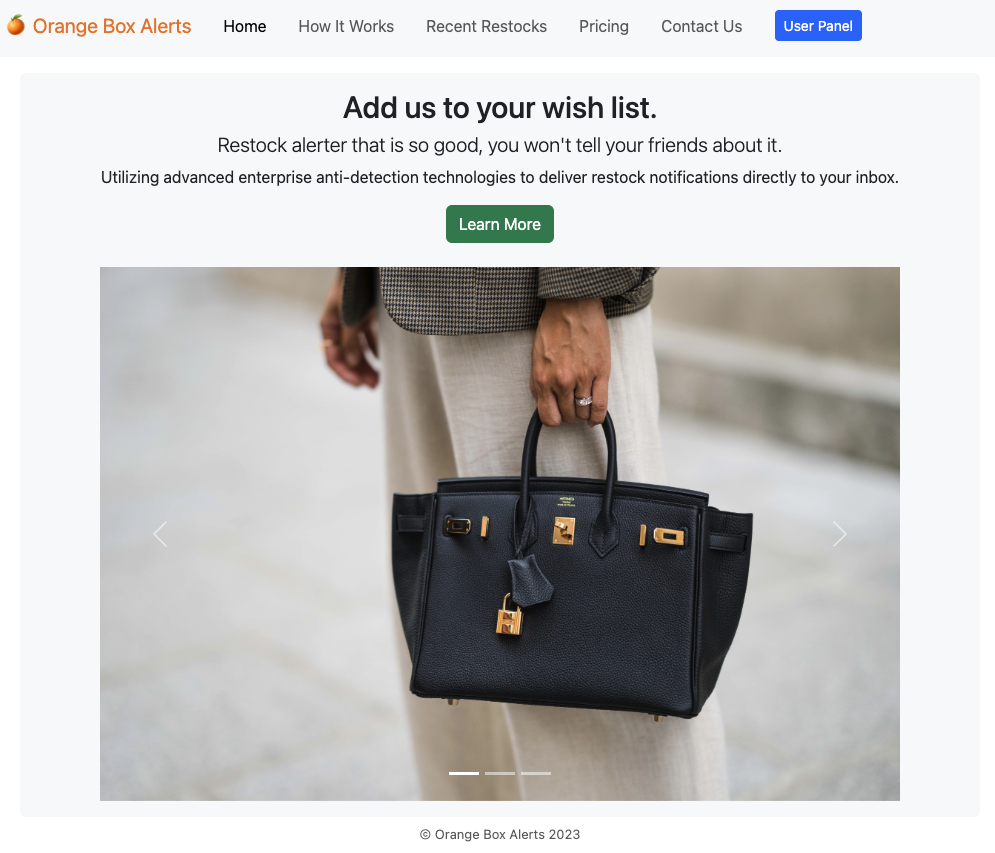 Orange Box Alerts
Home
How It Works
Recent Restocks
Pricing
Contact Us
User Panel
Add us to your wish list.
Restock alerter that is so good, you won't tell your friends about it.
Utilizing advanced enterprise anti-detection technologies to deliver restock notifications directly to your inbox.
Learn More
© Orange Box Alerts 2023